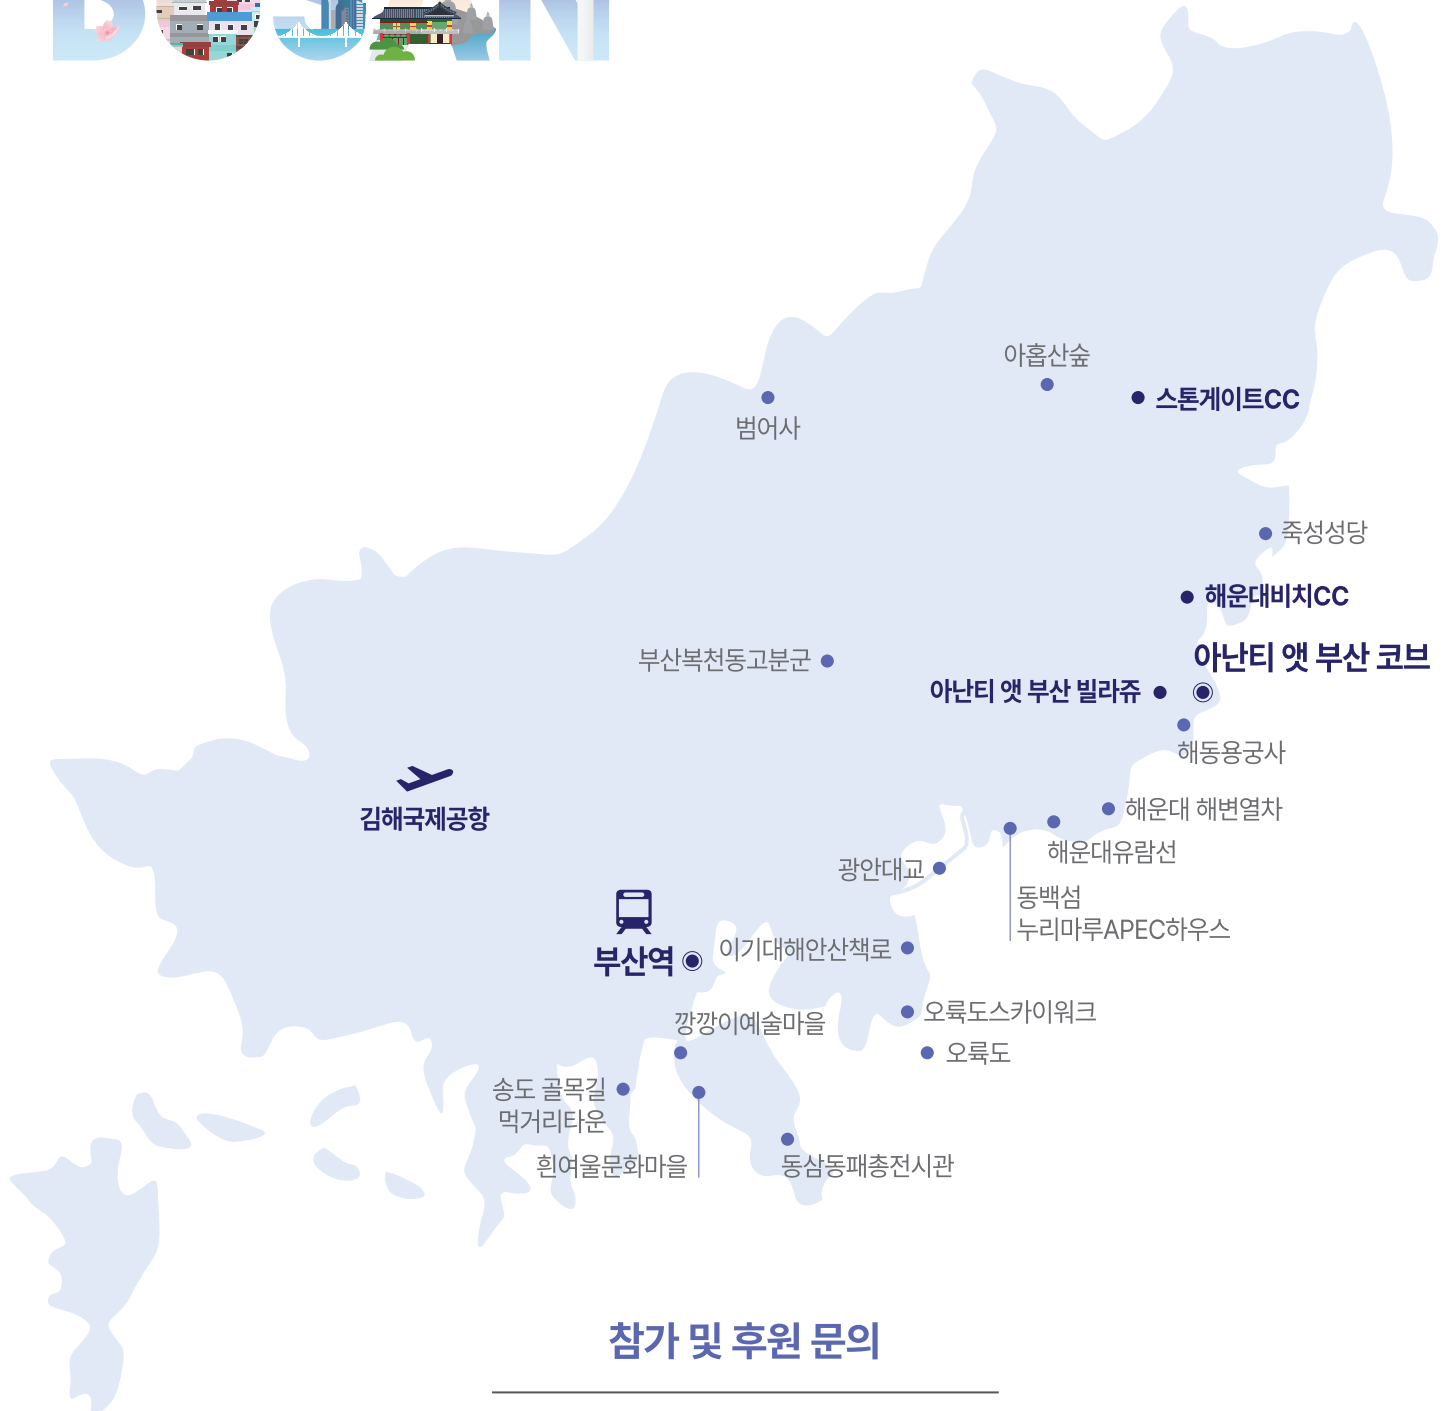 BUSAN
아홉산숲
스톤게이트CC
범어사
죽성성당
해운대비치CC
아난티 앳 부산 코브
부산복천동고분군
아난티 앳 부산 빌라쥬
해동용궁사
김해국제공항
해운대 해변열차
해운대유람선
광안대교
동백섬
누리마루APEC하우스
부산역
이기대해안산책로
오륙도스카이워크
깡깡이예술마을
오륙도
송도 골목길
먹거리타운
흰여울문화마을
동삼동패총전시관
참가 및 후원 문의